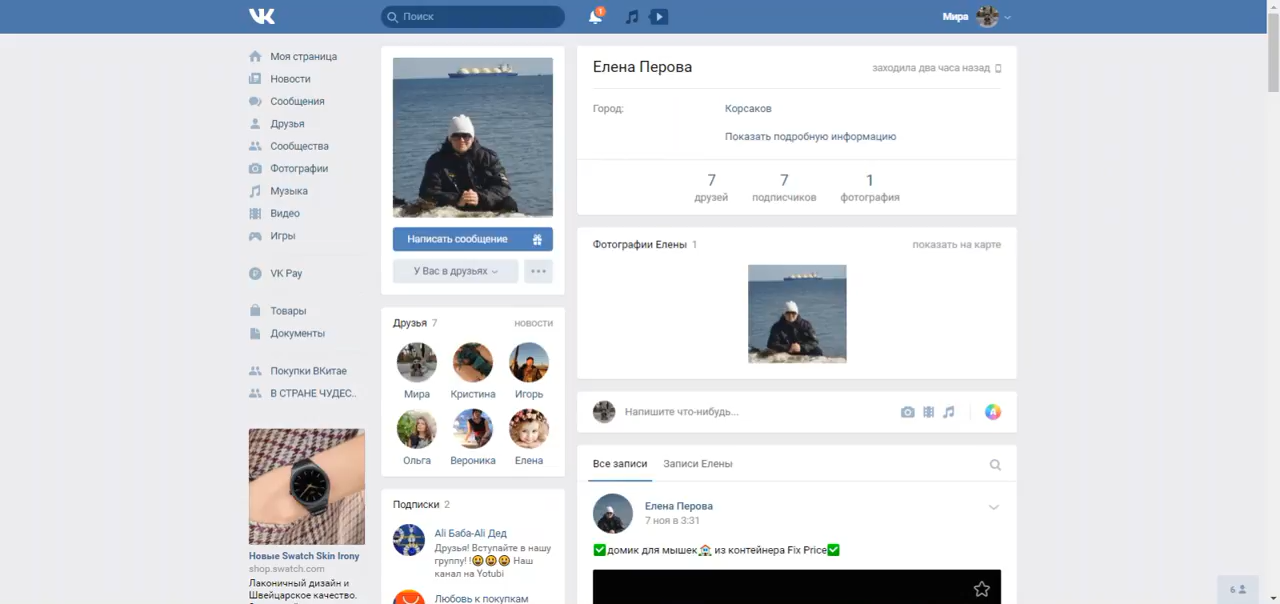 Поиск
1
Мира
Моя страница
Новости
Сообщения
Друзья
Сообщества
Фотографии
Музыка
Видео
Игры
VK Pay
Товары
Документы
Покупки ВКитае
В СТРАНЕ ЧУДЕС..
Новые Swatch Skin Irony
shop.swatch.com
Лаконичный дизайн и
Швейцарское качество.
Написать сообщение
У Вас в друзьях
Друзья 7
новости
Мира
Кристина
Игорь
Ольга
Вероника
Елена
Подписки 2
Ali Баба-Ali Дед
Друзья! Вступайте в нашу
группу! !😀😀😀 Наш
канал на Yotubi
Любовь к покупкам
Елена Перова
заходила два часа назад
Город:
Корсаков
Показать подробную информацию
7
друзей
7
подписчиков
1
фотография
Фотографии Елены 1
показать на карте
Напишите что-нибудь...
Все записи
Записи Елены
Елена Перова
7 ноя в 3:31
✅домик для мышек🏠 из контейнера Fix Price✅
6